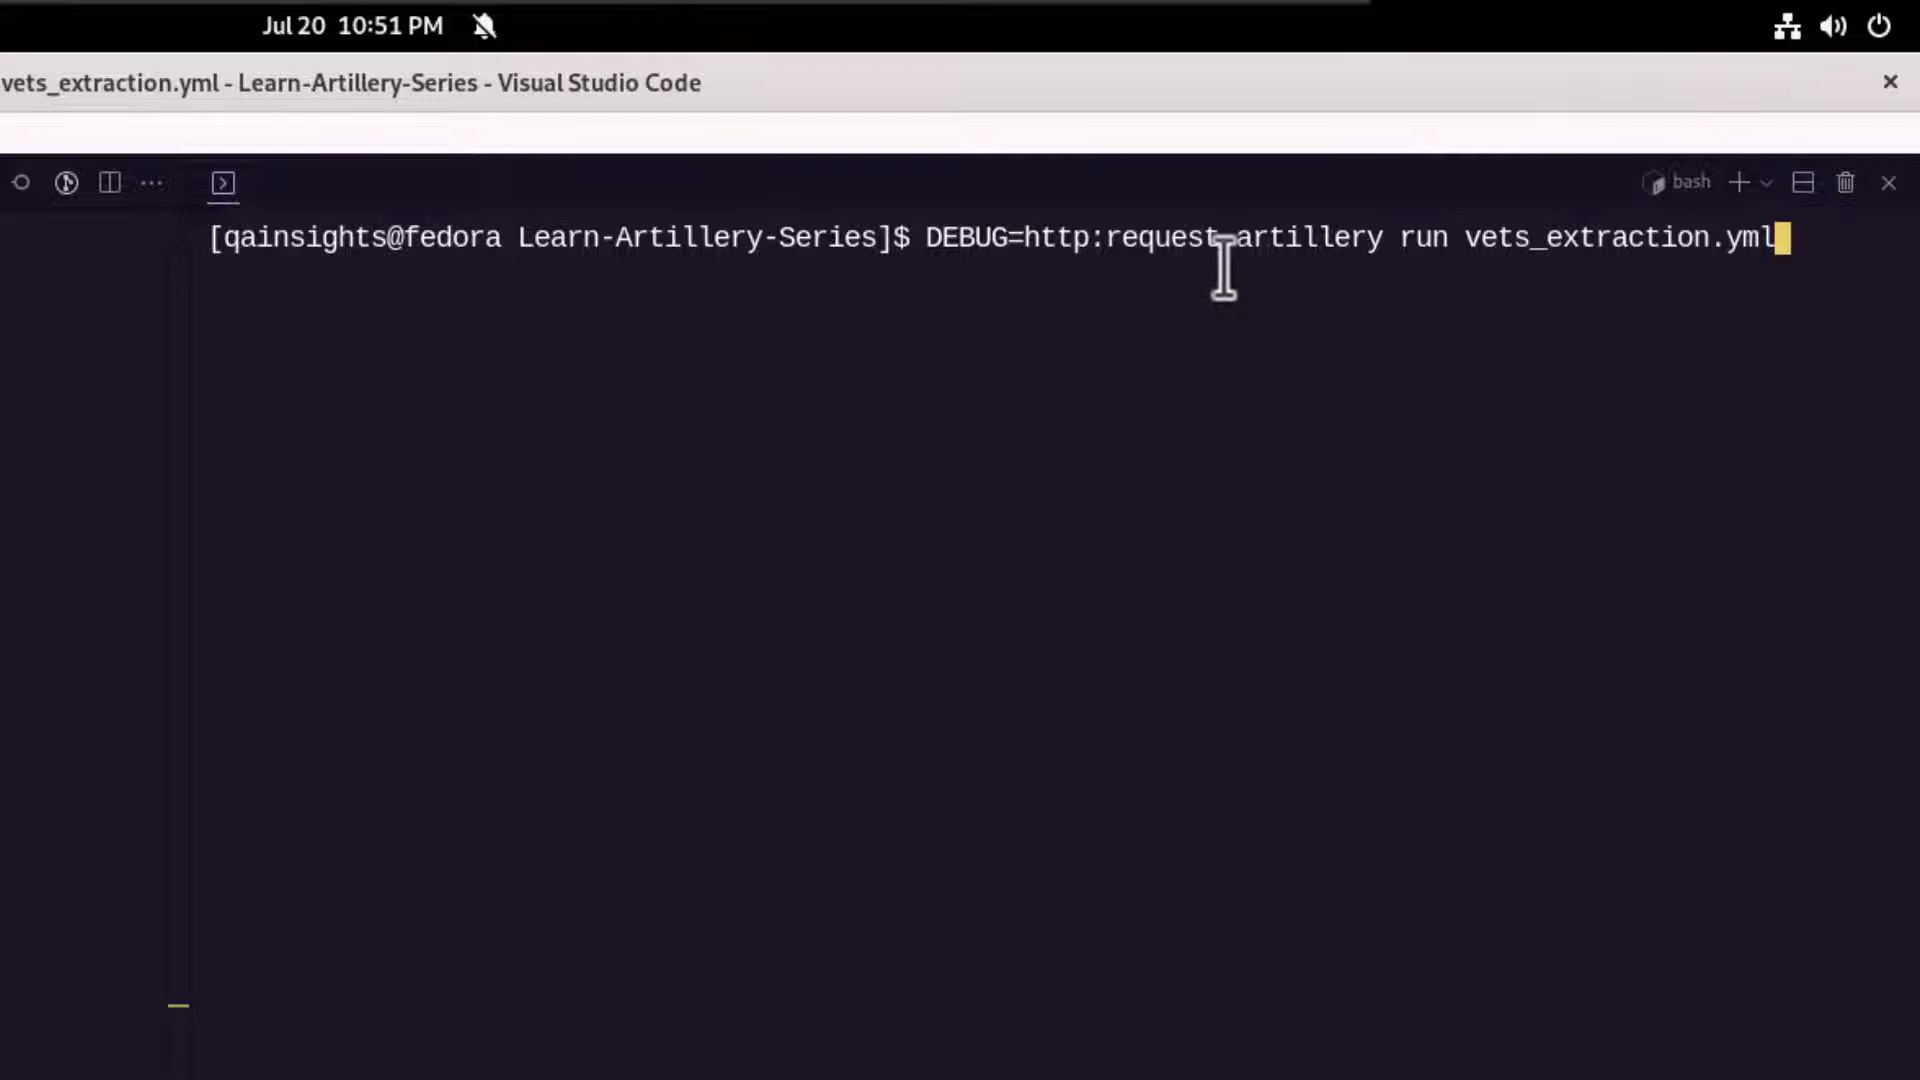 Jul 20 10:51 PM
vets_extraction.yml - Learn-Artillery-Series - Visual Studio Code
bash
[qainsights@fedora Learn-Artillery-Series]$ DEBUG=http:request artillery run vets_extraction.yml